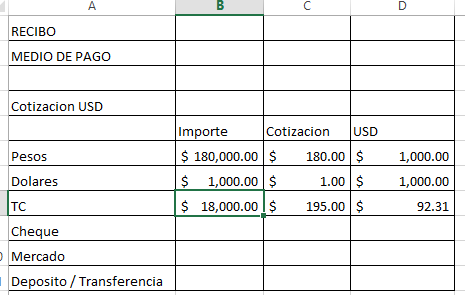 A B C D
RECIBO
MEDIO DE PAGO
Cotizacion USD
Importe Cotizacion USD
Pesos $ 180,000.00 $ 180.00 $ 1,000.00
Dolares $ 1,000.00 $ 1.00 $ 1,000.00
TC $ 18,000.00 $ 195.00 $ 92.31
Cheque
Mercado
Deposito / Transferencia